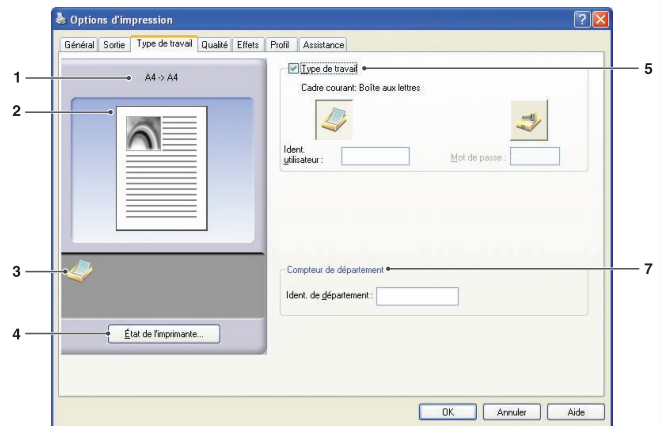 Options d'impression
Général Sortie Type de travail Qualité Effets Profil Assistance
1
A4 -> A4
2
3
4
État de l'imprimante...
Type de travail
5
Cadre courant: Boîte aux lettres
Ident.
utilisateur :
Mot de passe :
Compteur de département
7
Ident. de département :
OK Annuler Aide